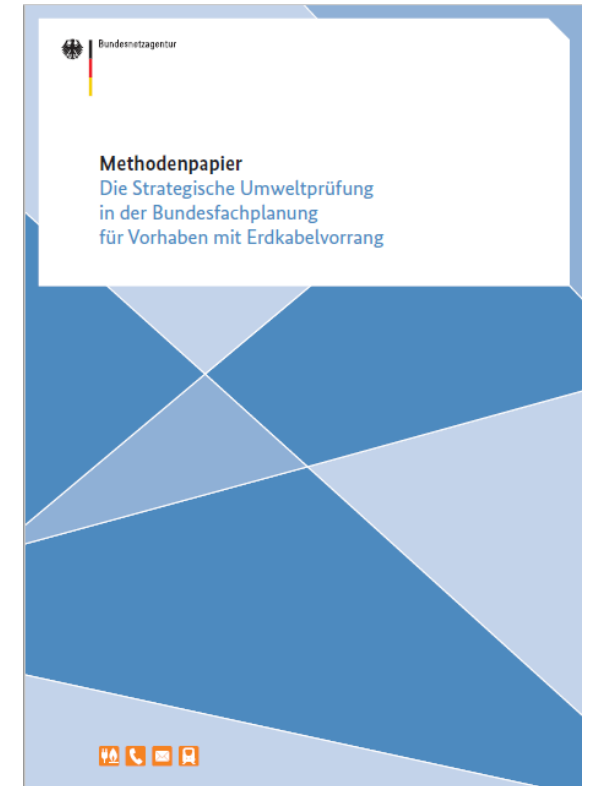 Bundesnetzagentur
Methodenpapier
Die Strategische Umweltprüfung
in der Bundesfachplanung
für Vorhaben mit Erdkabelvorrang